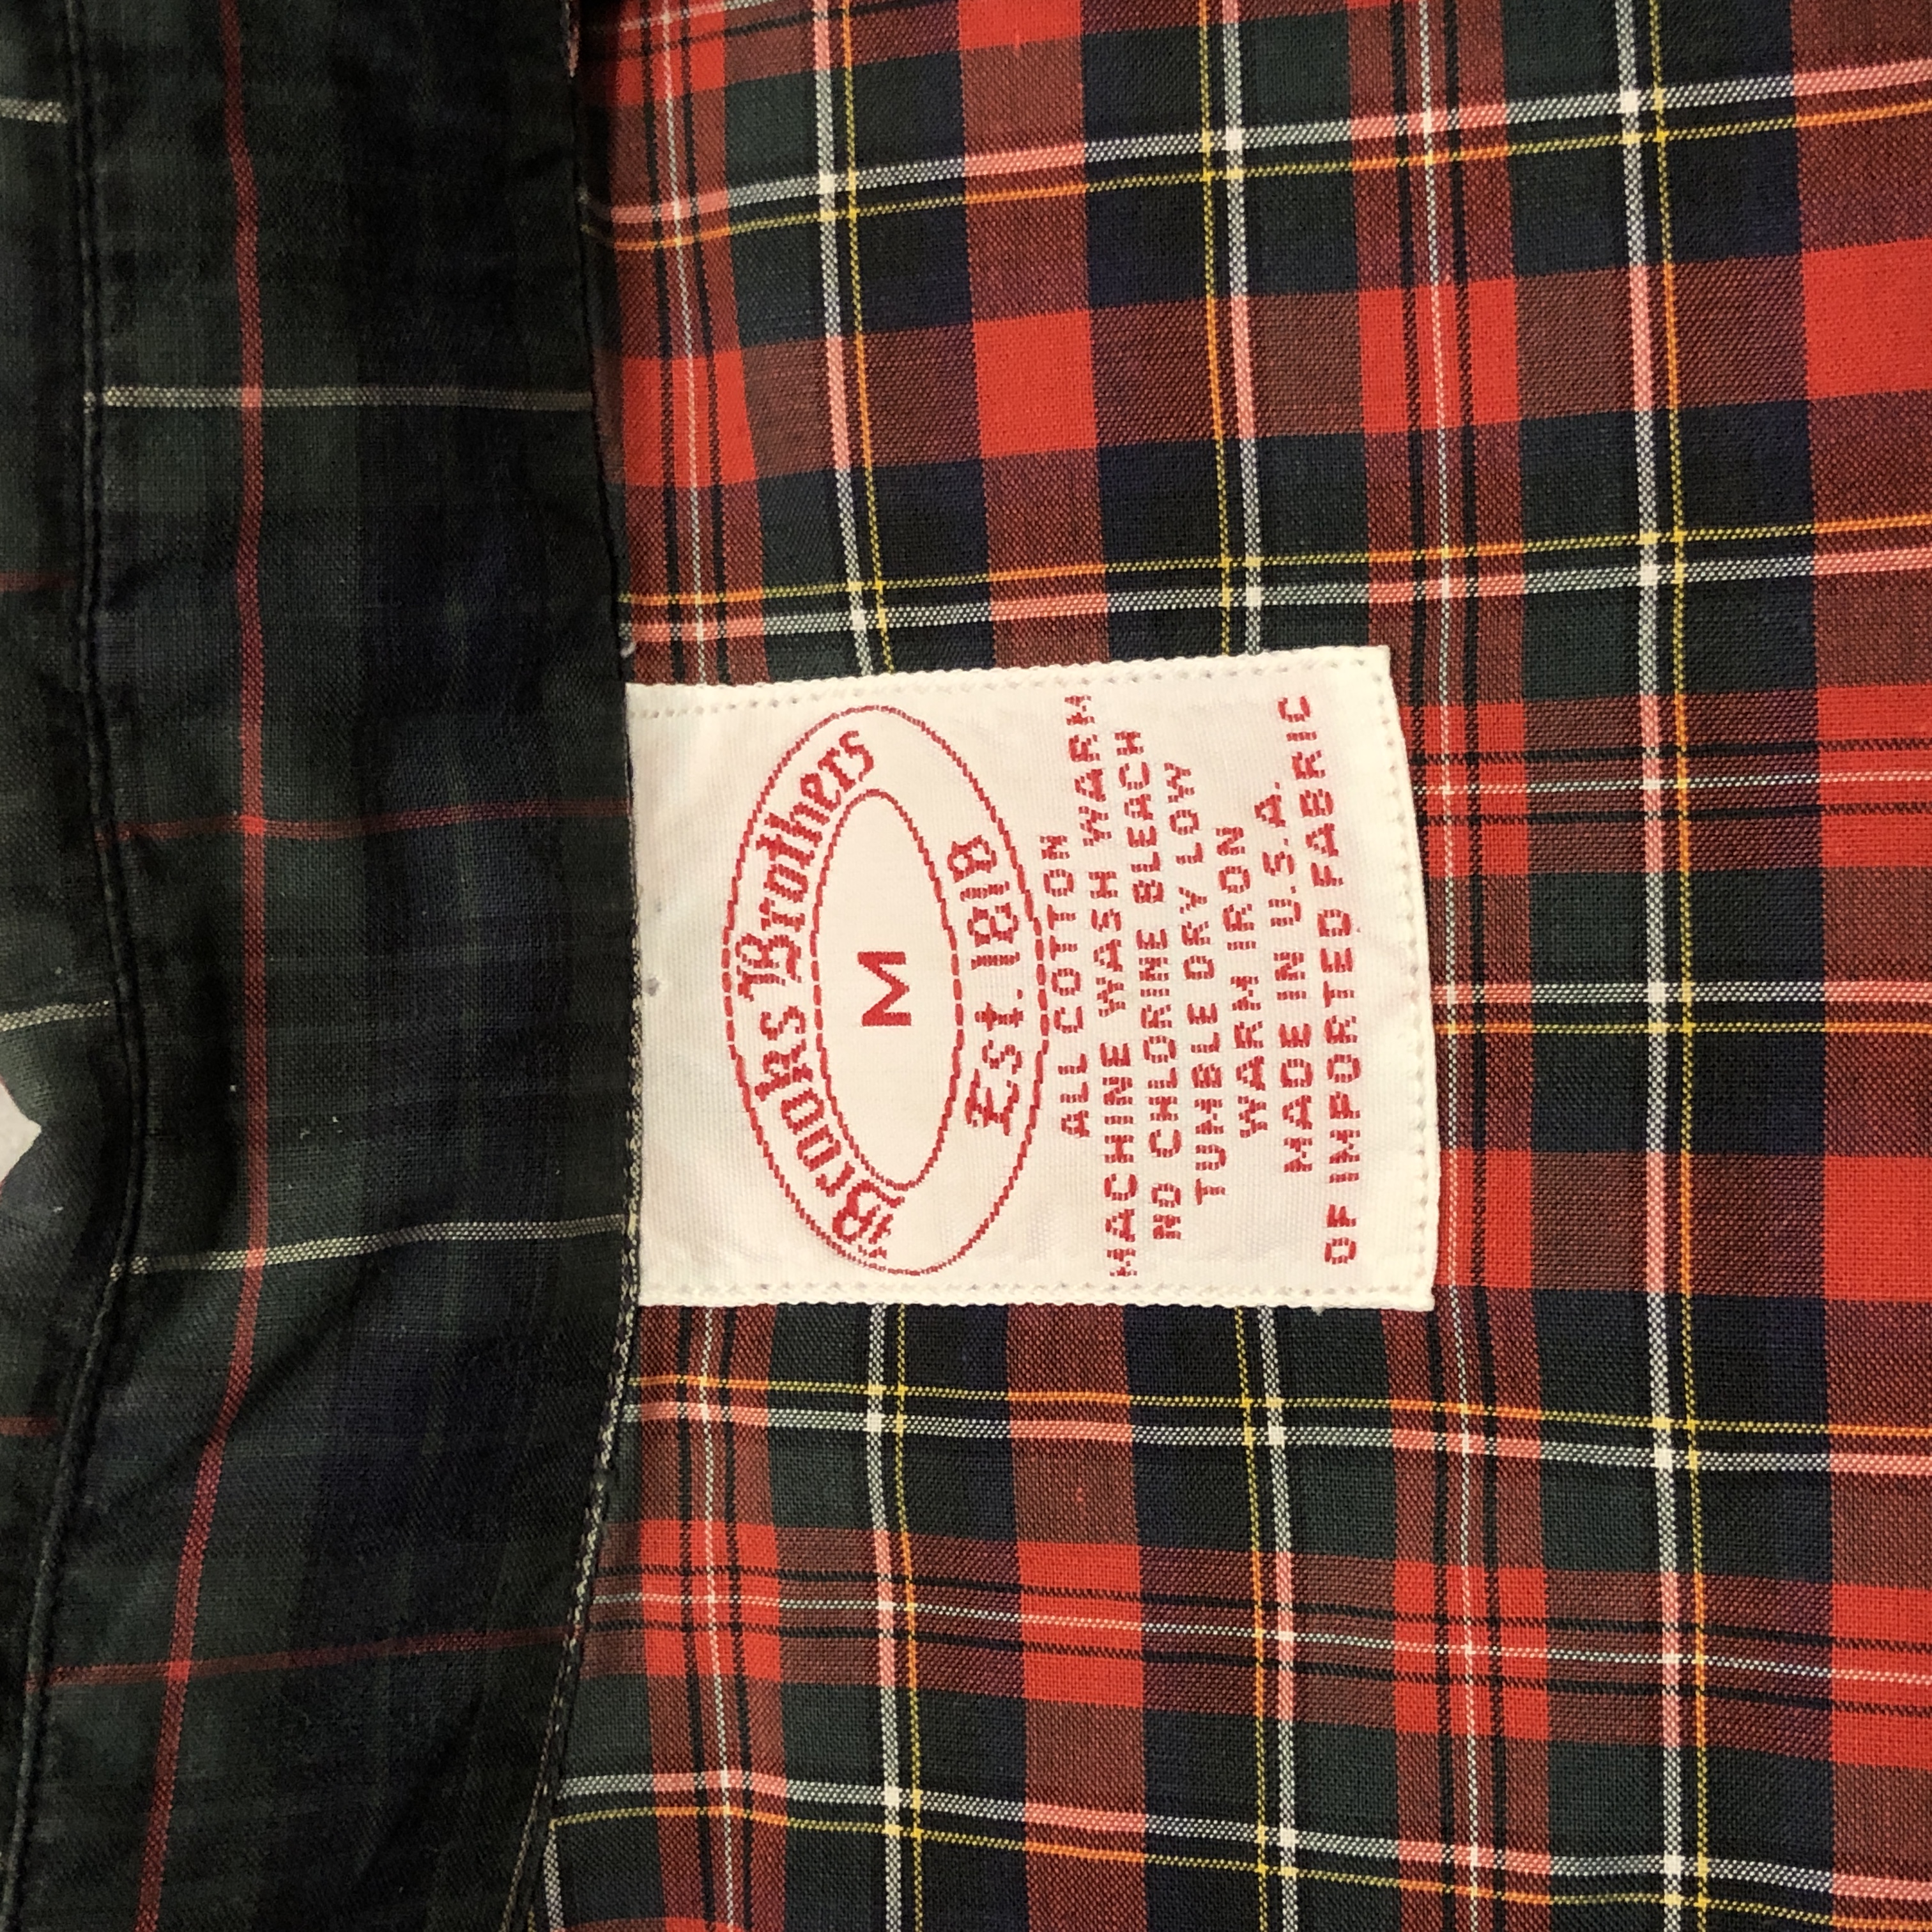 Brooks Brothers
M
Est. 1818
ALL COTTON
MACHINE WASH WARM
NO CHLORINE BLEACH
TUMBLE DRY LOW
WARM IRON
MADE IN U.S.A.
OF IMPORTED FABRIC